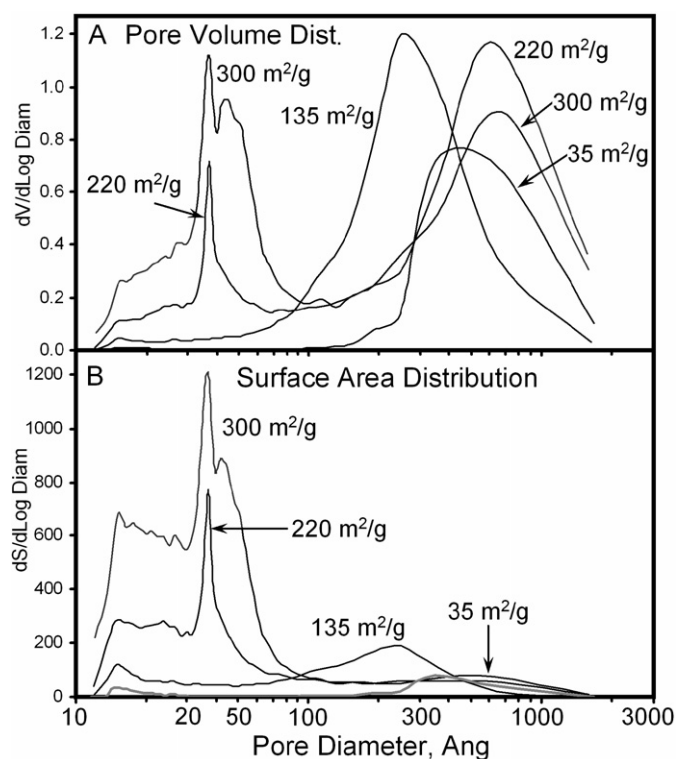 A Pore Volume Dist.
300 m²/g
220 m²/g
135 m²/g
220 m²/g
300 m²/g
35 m²/g
dV/dLog Diam
1.2
1.0
0.8
0.6
0.4
0.2
0.0
B Surface Area Distribution
300 m²/g
220 m²/g
135 m²/g
35 m²/g
dS/dLog Diam
1200
1000
800
600
400
200
0
10 20 50 100 300 1000 3000
Pore Diameter, Ang